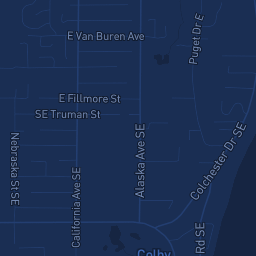 E Van Buren Ave
Puget Dr E
E Fillmore St
SE Truman St
Nebraska St SE
California Ave SE
Alaska Ave SE
Colchester Dr SE
Rd SE
Colby